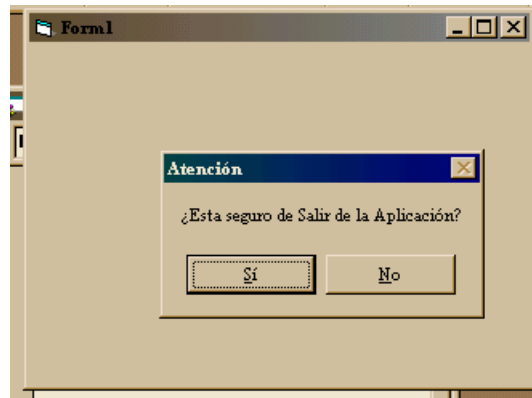 Form1
Atención
¿Esta seguro de Salir de la Aplicación?
Sí
No